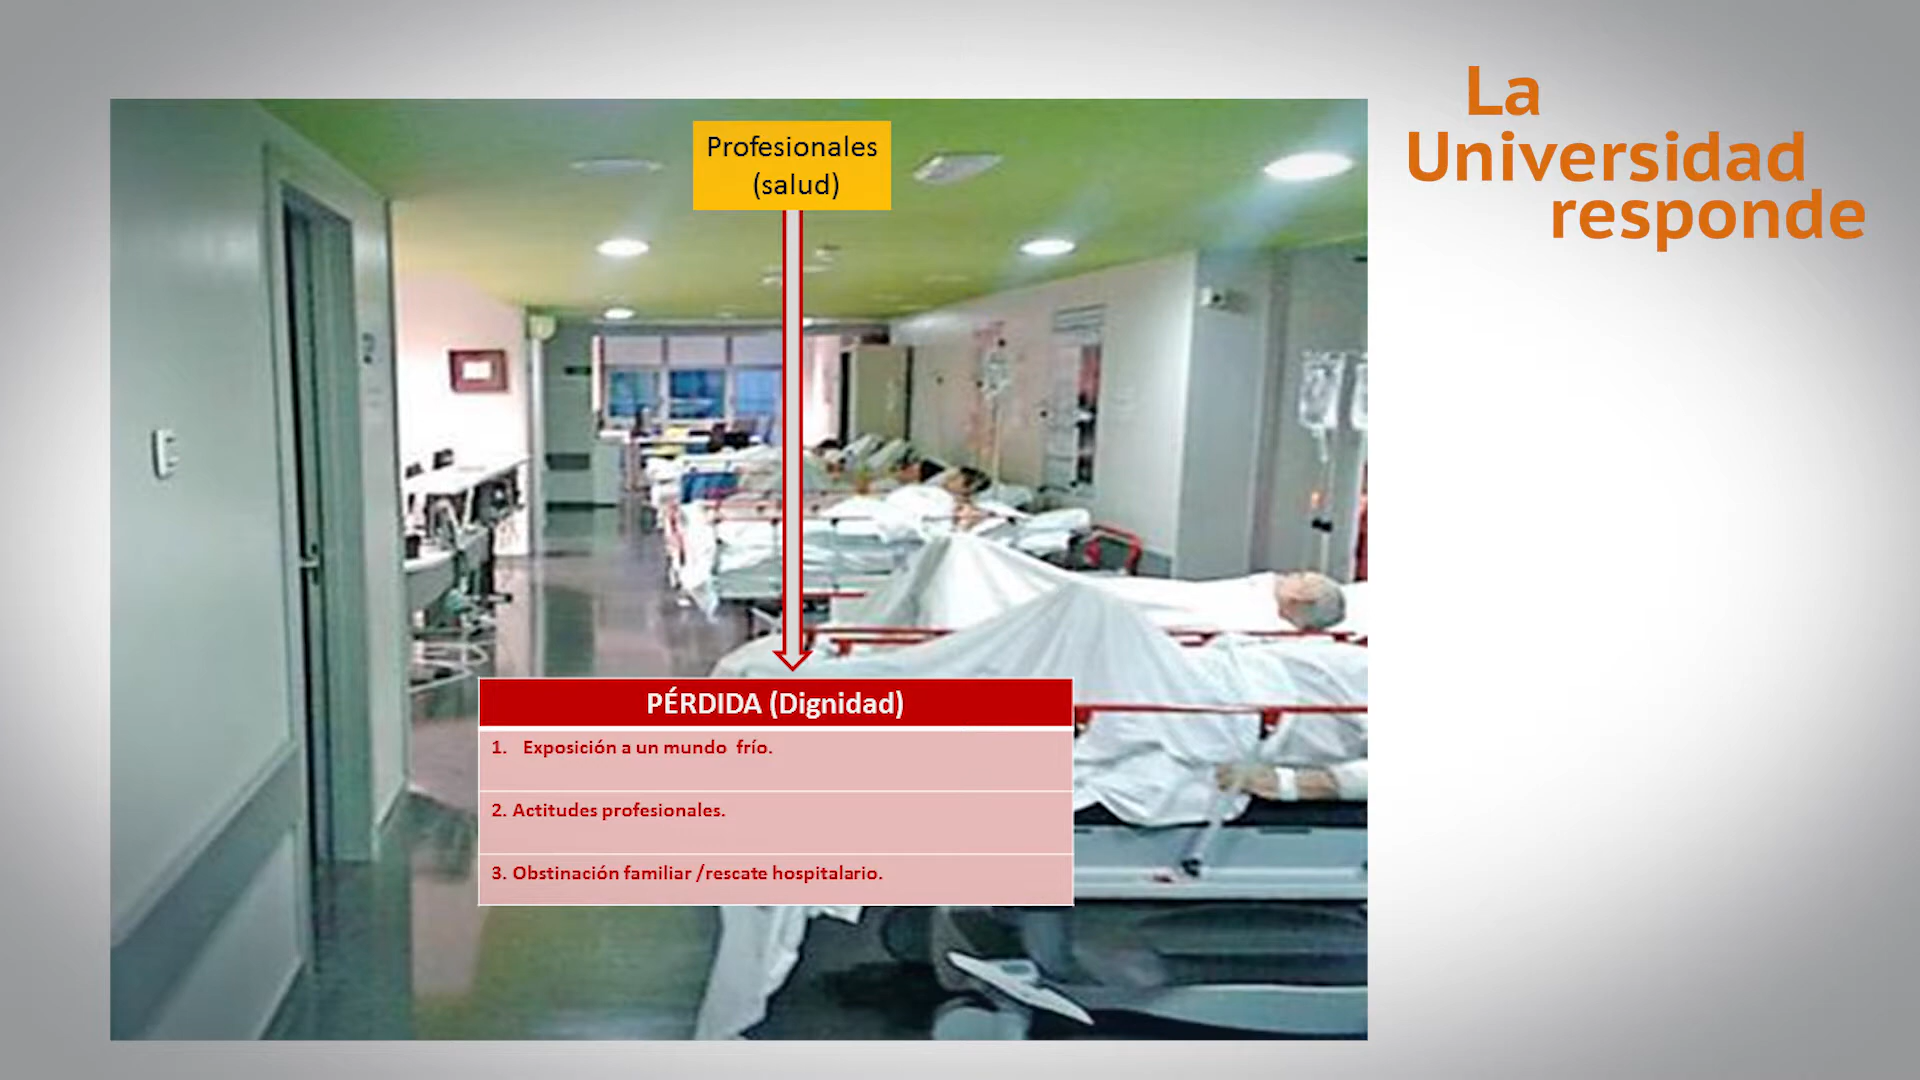 La
Universidad
responde
Profesionales
(salud)
PÉRDIDA (Dignidad)
1. Exposición a un mundo frío.
2. Actitudes profesionales.
3. Obstinación familiar /rescate hospitalario.